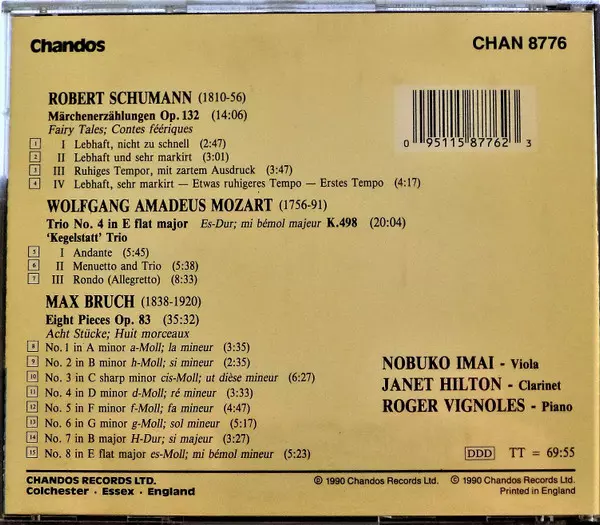 Chandos
CHAN 8776
0 95115 87762 3
ROBERT SCHUMANN (1810-56)
Märchenerzählungen Op. 132 (14:06)
Fairy Tales; Contes féériques
1 I Lebhaft, nicht zu schnell (2:47)
2 II Lebhaft und sehr markirt (3:01)
3 III Ruhiges Tempor, mit zartem Ausdruck (3:47)
4 IV Lebhaft, sehr markirt — Etwas ruhigeres Tempo — Erstes Tempo (4:17)
WOLFGANG AMADEUS MOZART (1756-91)
Trio No. 4 in E flat major Es-Dur; mi bémol majeur K.498 (20:04)
'Kegelstatt' Trio
5 I Andante (5:45)
6 II Menuetto and Trio (5:38)
7 III Rondo (Allegretto) (8:33)
MAX BRUCH (1838-1920)
Eight Pieces Op. 83 (35:32)
Acht Stücke; Huit morceaux
8 No. 1 in A minor a-Moll; la mineur (3:35)
9 No. 2 in B minor h-Moll; si mineur (2:35)
10 No. 3 in C sharp minor cis-Moll; ut dièse mineur (6:27)
11 No. 4 in D minor d-Moll; ré mineur (3:33)
12 No. 5 in F minor f-Moll; fa mineur (4:47)
13 No. 6 in G minor g-Moll; sol mineur (5:17)
14 No. 7 in B major H-Dur; si majeur (3:27)
15 No. 8 in E flat major es-Moll; mi bémol mineur (5:23)
NOBUKO IMAI - Viola
JANET HILTON - Clarinet
ROGER VIGNOLES - Piano
DDD TT = 69:55
CHANDOS RECORDS LTD.
Colchester · Essex · England
℗ 1990 Chandos Records Ltd. © 1990 Chandos Records Ltd.
Printed in England